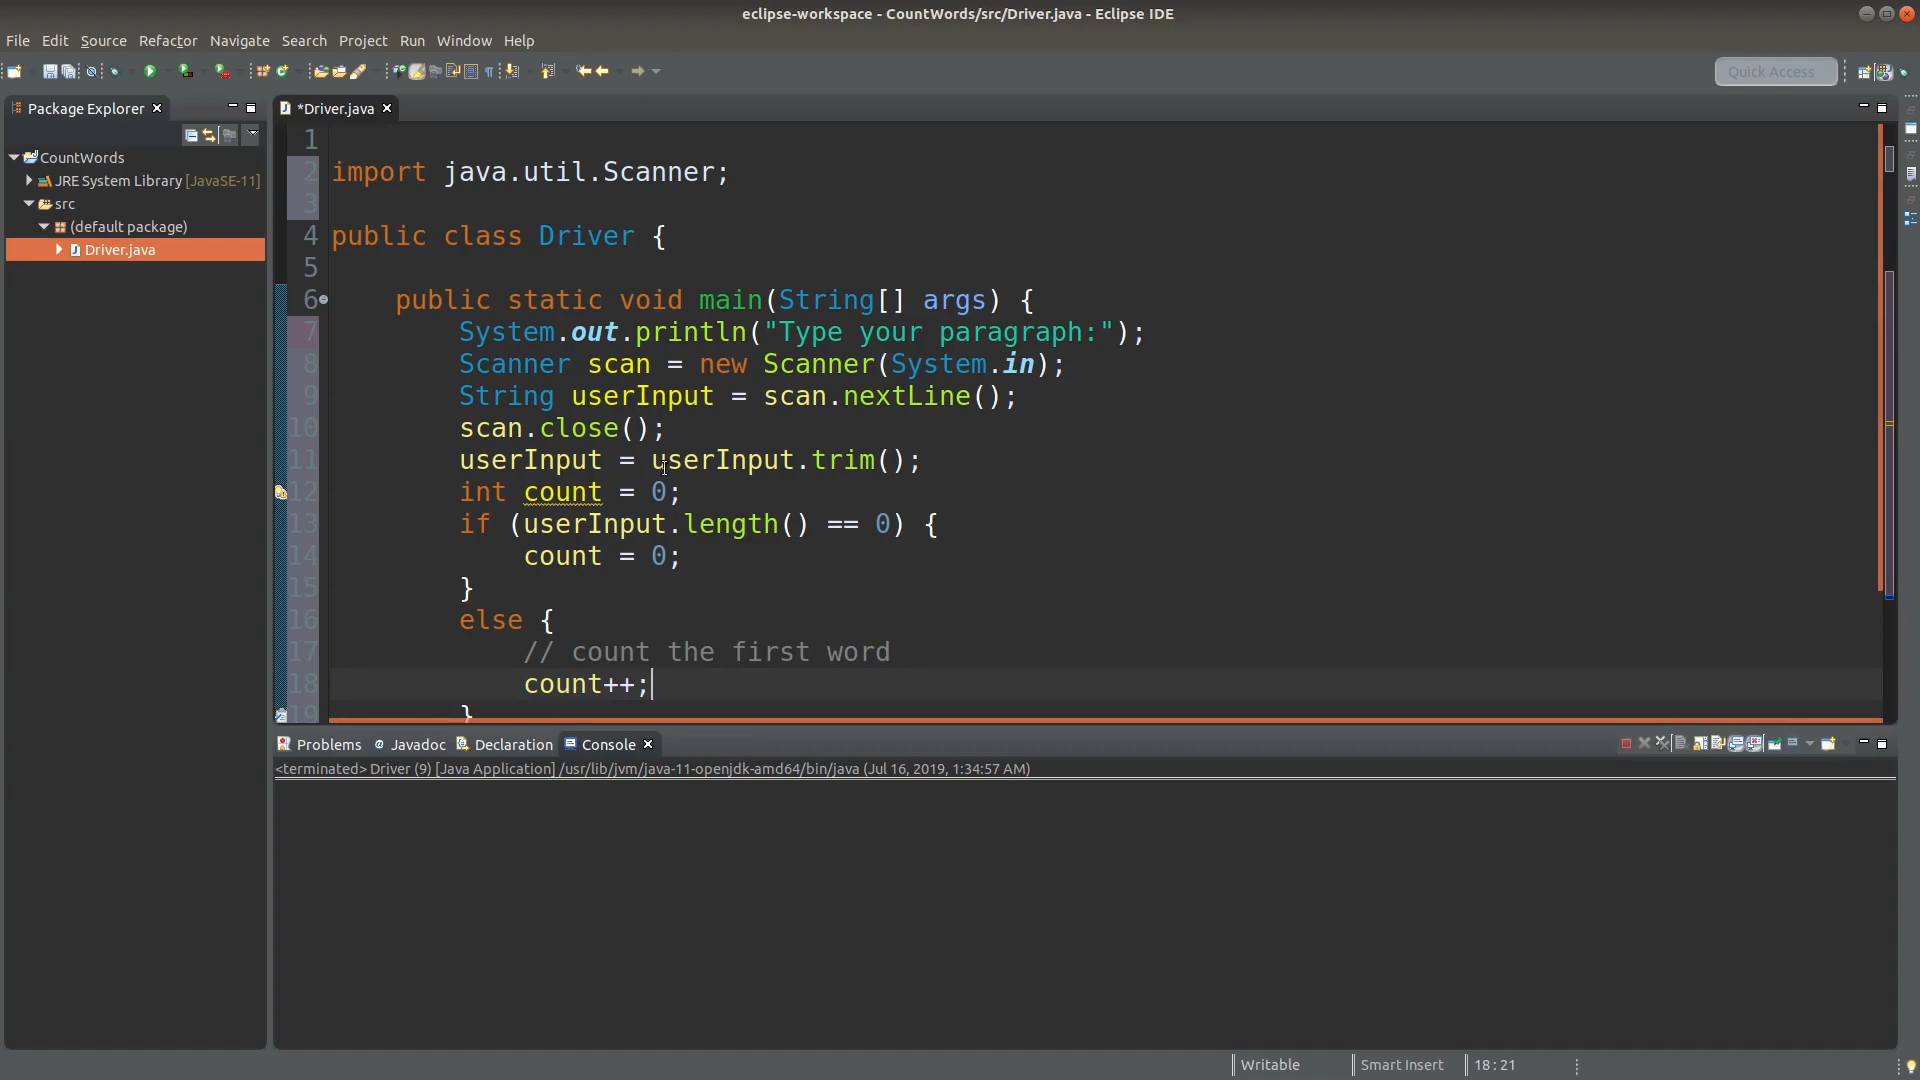 eclipse-workspace - CountWords/src/Driver.java - Eclipse IDE
File Edit Source Refactor Navigate Search Project Run Window Help
Quick Access
Package Explorer
*Driver.java
CountWords
JRE System Library [JavaSE-11]
src
(default package)
Driver.java
1
2 import java.util.Scanner;
3
4 public class Driver {
5
6 public static void main(String[] args) {
7 System.out.println("Type your paragraph:");
8 Scanner scan = new Scanner(System.in);
9 String userInput = scan.nextLine();
10 scan.close();
11 userInput = userInput.trim();
12 int count = 0;
13 if (userInput.length() == 0) {
14 count = 0;
15 }
16 else {
17 // count the first word
18 count++;
19 }
Problems @ Javadoc Declaration Console
<terminated> Driver (9) [Java Application] /usr/lib/jvm/java-11-openjdk-amd64/bin/java (Jul 16, 2019, 1:34:57 AM)
Writable Smart Insert 18 : 21